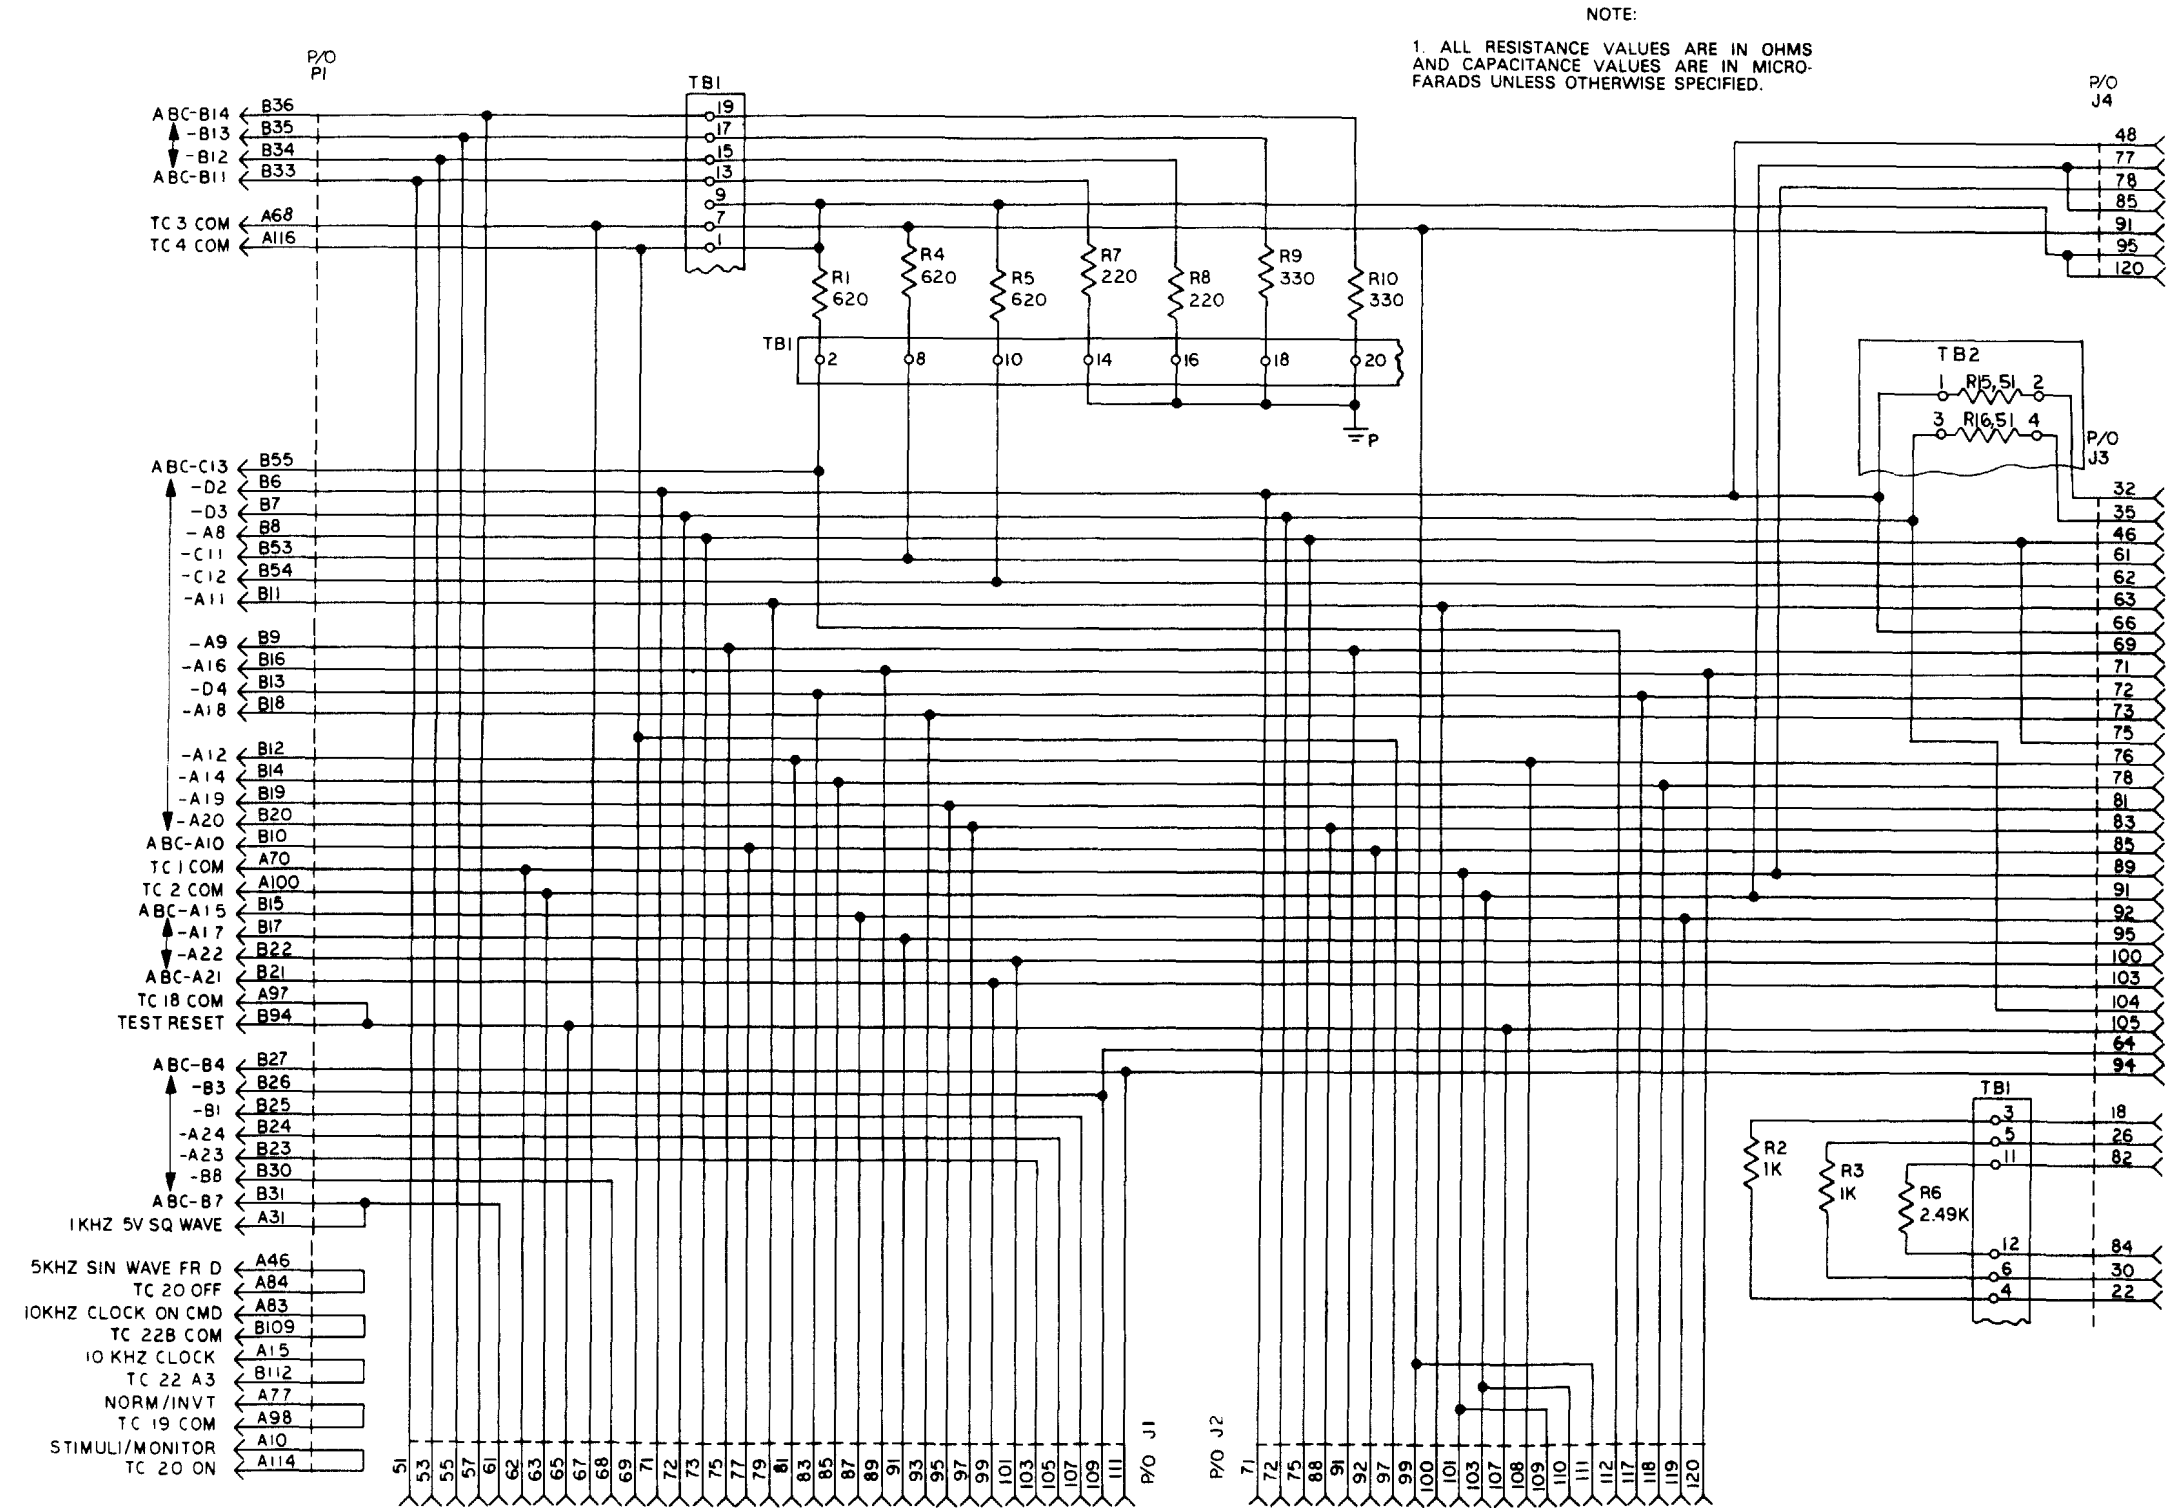 NOTE:
1. ALL RESISTANCE VALUES ARE IN OHMS
AND CAPACITANCE VALUES ARE IN MICRO-
FARADS UNLESS OTHERWISE SPECIFIED.
P/O
P1
ABC-B14 B36
-B13 B35
-B12 B34
ABC-B11 B33
TC 3 COM A68
TC 4 COM A116
TB1
19
17
15
13
9
7
1
R1
620
R4
620
R5
620
R7
220
R8
220
R9
330
R10
330
TB1
2 8 10 14 16 18 20
P
P/O
J4
48
77
78
85
91
95
120
TB2
1 R15,51 2
3 R16,51 4
P/O
J3
ABC-C13 B55
-D2 B6
-D3 B7
-A8 B8
-C11 B53
-C12 B54
-A11 B11
-A9 B9
-A16 B16
-D4 B13
-A18 B18
-A12 B12
-A14 B14
-A19 B19
-A20 B20
ABC-A10 B10
TC 1 COM A70
TC 2 COM A100
ABC-A15 B15
-A17 B17
-A22 B22
ABC-A21 B21
TC 18 COM A97
TEST RESET B94
ABC-B4 B27
-B3 B26
-B1 B25
-A24 B24
-A23 B23
-B8 B30
ABC-B7 B31
1KHZ 5V SQ WAVE A31
5KHZ SIN WAVE FR D A46
TC 20 OFF A84
10KHZ CLOCK ON CMD A83
TC 22B COM B109
10 KHZ CLOCK A15
TC 22 A3 B112
NORM/INVT A77
TC 19 COM A98
STIMULI/MONITOR A10
TC 20 ON A114
32
35
46
61
62
63
66
69
71
72
73
75
76
78
81
83
85
89
91
92
95
100
103
104
105
64
94
TB1
3 18
5 26
11 82
R2
1K
R3
1K
R6
2.49K
12 84
6 30
4 22
51 53 55 57 61 62 63 65 67 68 69 71 72 73 75 77 79 81 83 85 87 89 91 93 95 97 99 101 103 105 107 109 111
P/O J1
P/O J2
71 72 75 88 91 92 97 99 100 101 103 107 108 109 110 111 112 117 118 119 120